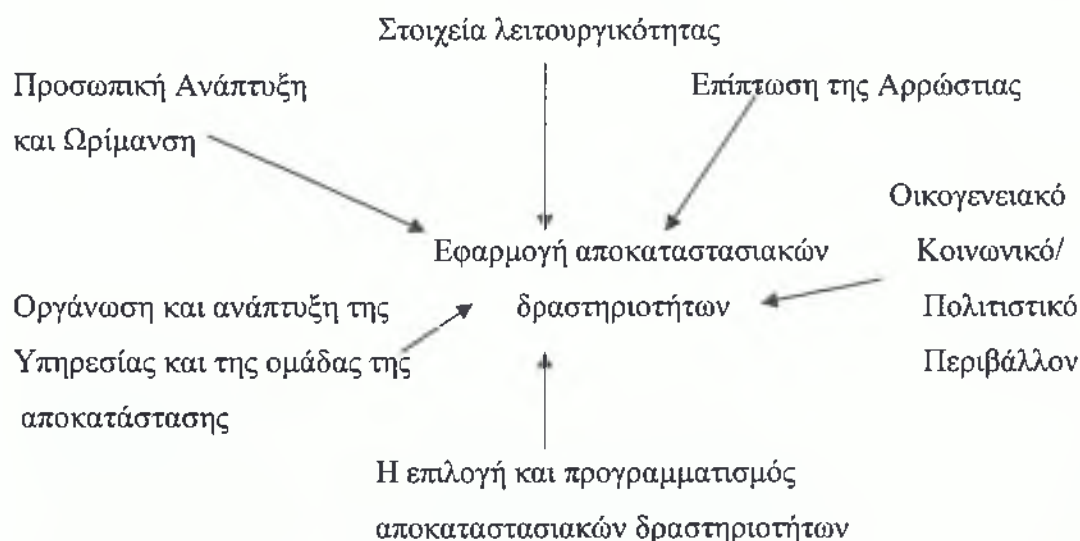 Στοιχεία λειτουργικότητας
Προσωπική Ανάπτυξη
και Ωρίμανση
Επίπτωση της Αρρώστιας
Οικογενειακό
Κοινωνικό/
Πολιτιστικό
Περιβάλλον
Εφαρμογή αποκαταστασιακών
δραστηριοτήτων
Οργάνωση και ανάπτυξη της
Υπηρεσίας και της ομάδας της
αποκατάστασης
Η επιλογή και προγραμματισμός
αποκαταστασιακών δραστηριοτήτων